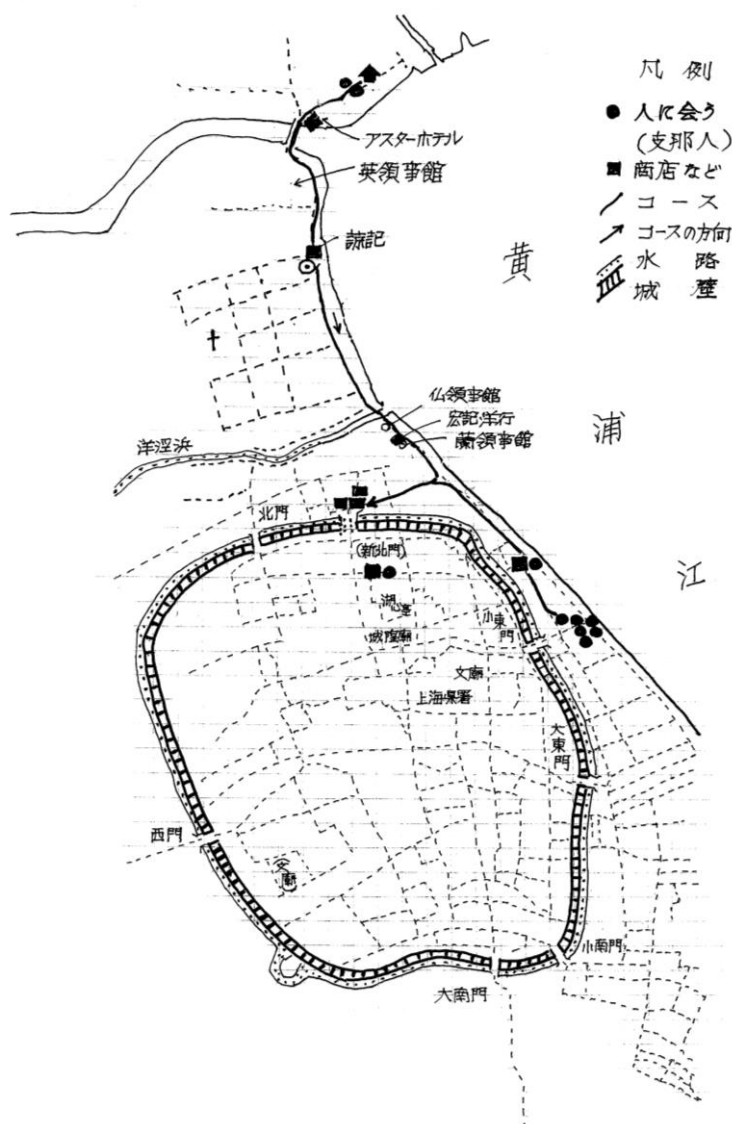 凡例
人に会う
(支那人)
商店など
コース
コースの方向
水路
城壁
アスターホテル
英領事館
諒記
黄
浦
江
仏領事館
宏記洋行
蘭領事館
洋涇浜
北門
(新北門)
湖心亭
城隍廟
小東門
文廟
上海県署
大東門
西門
(文廟)
小南門
大南門